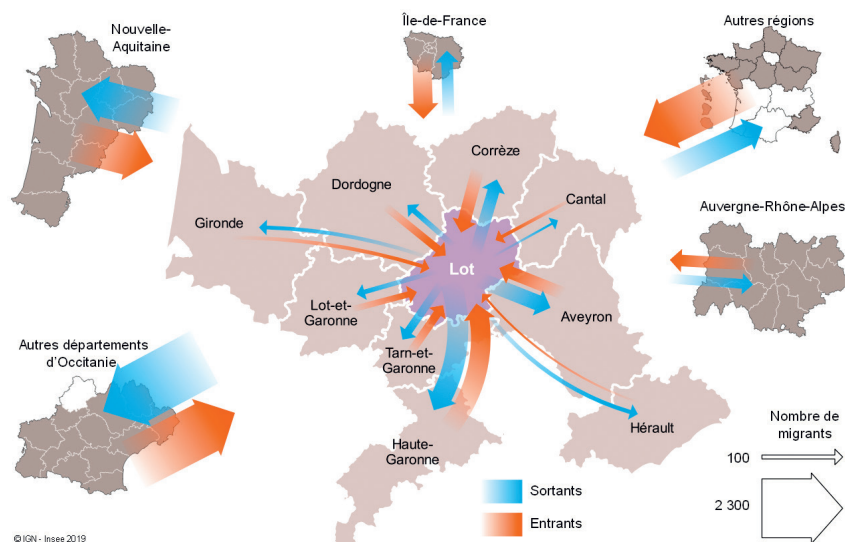 Nouvelle-
Aquitaine
Île-de-France
Autres régions
Corrèze
Dordogne
Cantal
Gironde
Auvergne-Rhône-Alpes
Lot
Lot-et-
Garonne
Aveyron
Tarn-et-
Garonne
Autres départements
d'Occitanie
Haute-
Garonne
Hérault
Nombre de
migrants
100
2 300
Sortants
Entrants
© IGN - Insee 2019